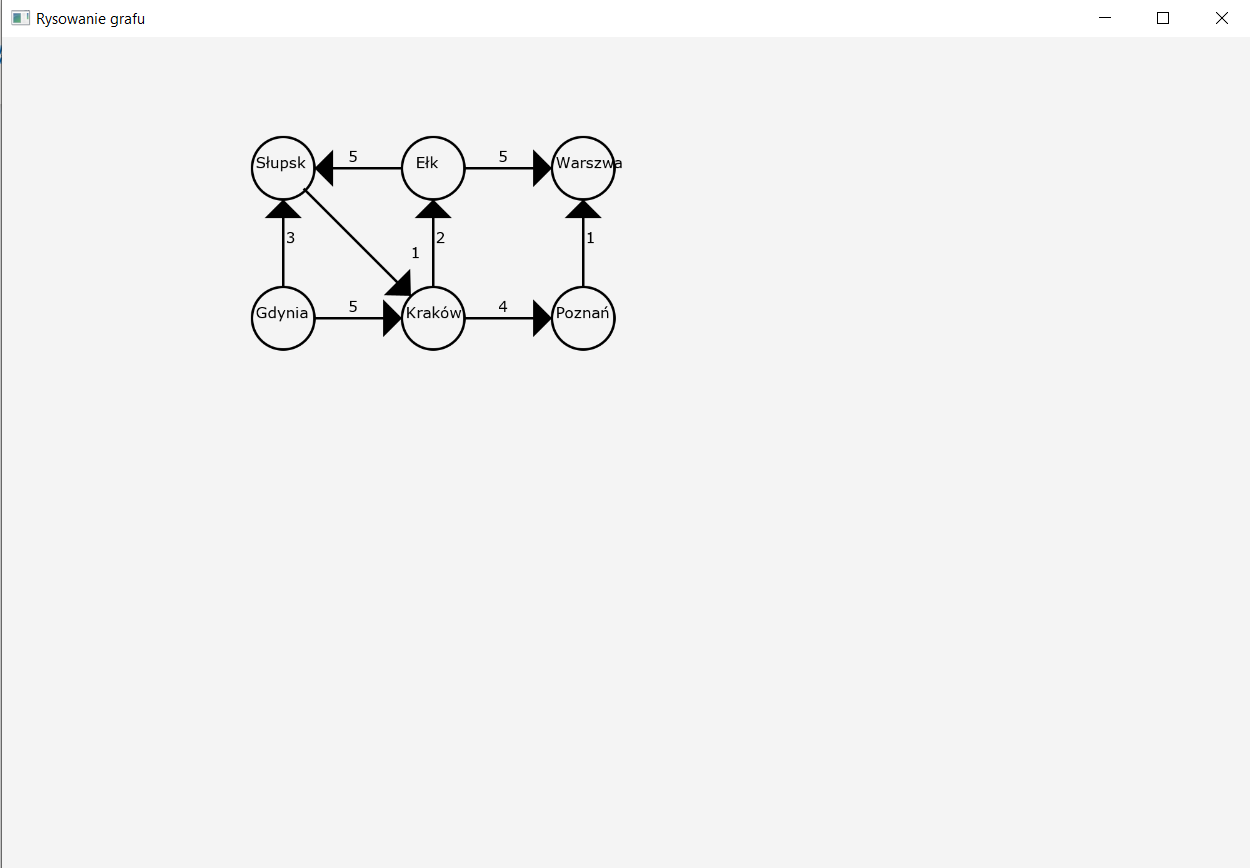 Rysowanie grafu
5 5
Słupsk Ełk Warszwa
3 2 1
1
5 4
Gdynia Kraków Poznań